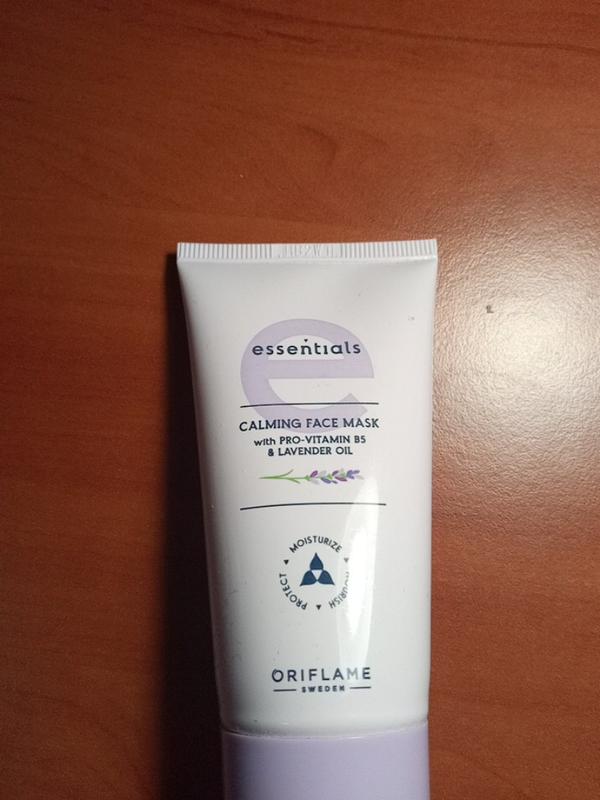 essentials
e
CALMING FACE MASK
with PRO-VITAMIN B5
& LAVENDER OIL
MOISTURIZE
NOURISH
PROTECT
ORIFLAME
SWEDEN